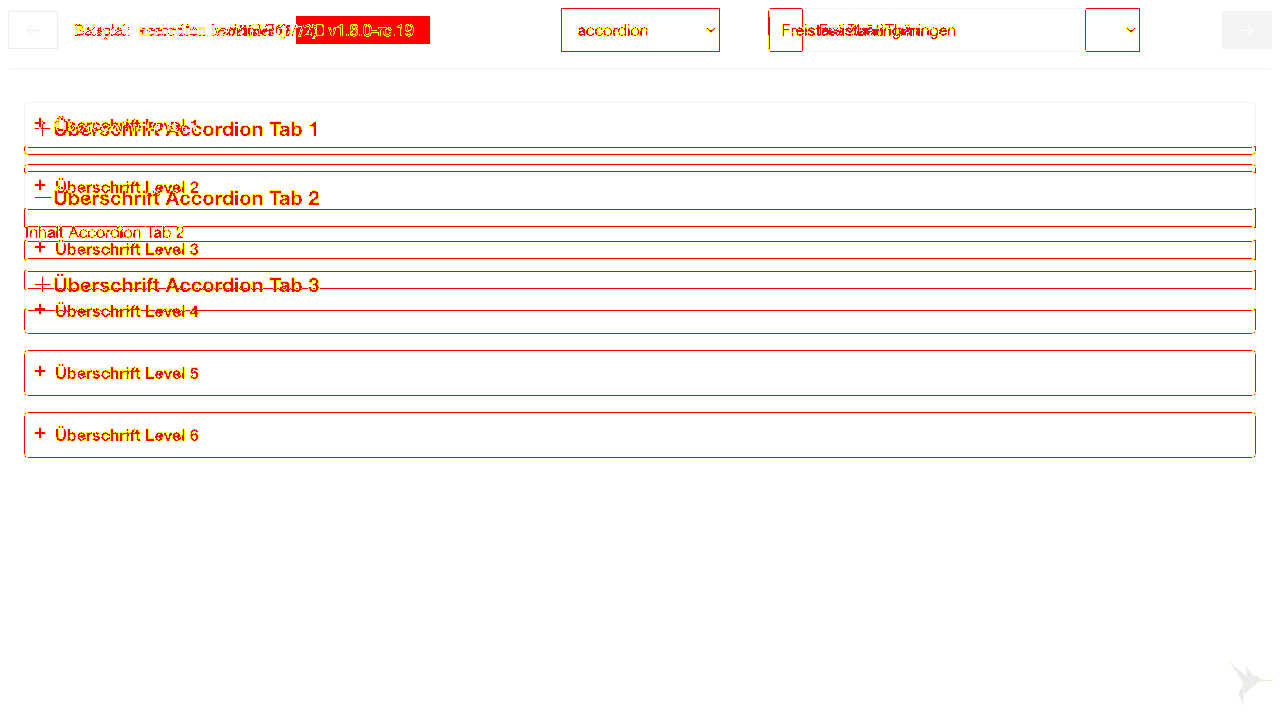 Beispiel: accordion v1.6.0-rc.19
accordion
Freistaat Thüringen
Überschrift Level 1
Überschrift Accordion Tab 1
Überschrift Level 2
Überschrift Accordion Tab 2
Inhalt Accordion Tab 2
Überschrift Level 3
Überschrift Accordion Tab 3
Überschrift Level 4
Überschrift Level 5
Überschrift Level 6